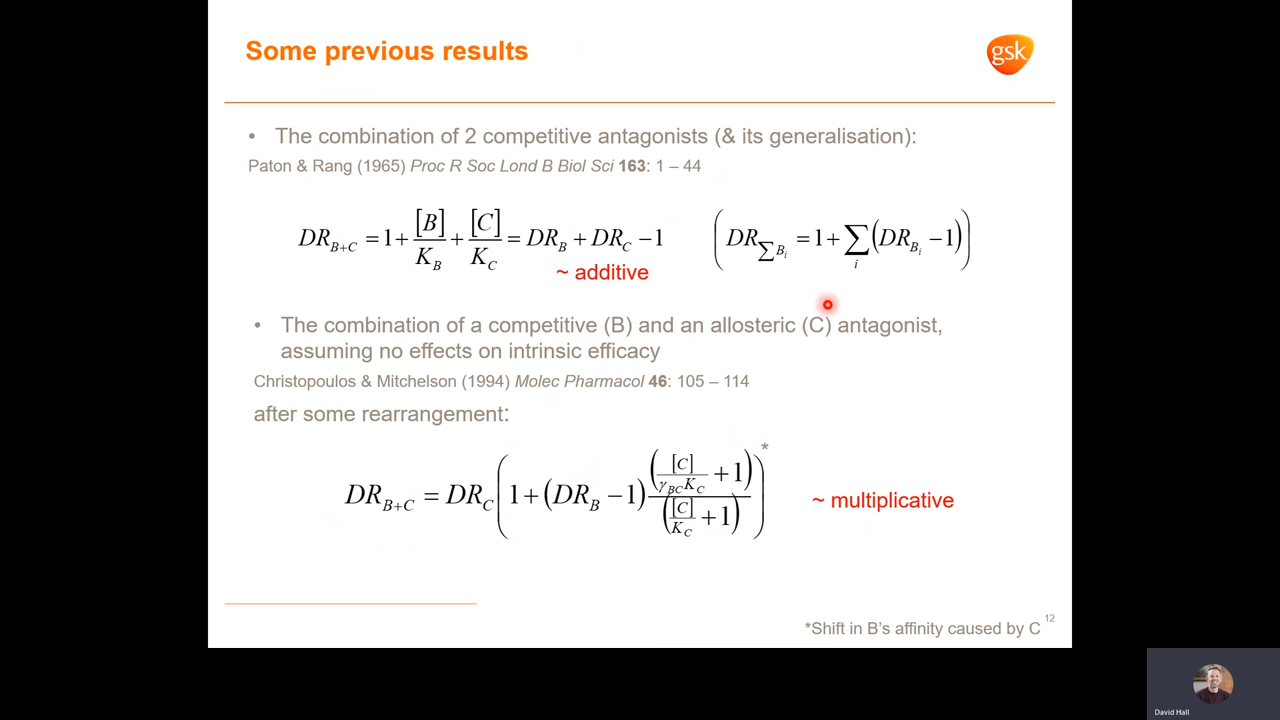 Some previous results
gsk
• The combination of 2 competitive antagonists (& its generalisation):
Paton & Rang (1965) Proc R Soc Lond B Biol Sci 163: 1 – 44
DR_{B+C} = 1 + [B]/K_B + [C]/K_C = DR_B + DR_C − 1 (DR_{∑B_i} = 1 + ∑_i (DR_{B_i} − 1))
~ additive
• The combination of a competitive (B) and an allosteric (C) antagonist,
assuming no effects on intrinsic efficacy
Christopoulos & Mitchelson (1994) Molec Pharmacol 46: 105 – 114
after some rearrangement:
DR_{B+C} = DR_C (1 + (DR_B − 1) ([C]/(γ_{BC}K_C) + 1) / ([C]/K_C + 1))*
~ multiplicative
*Shift in B's affinity caused by C
12
David Hall